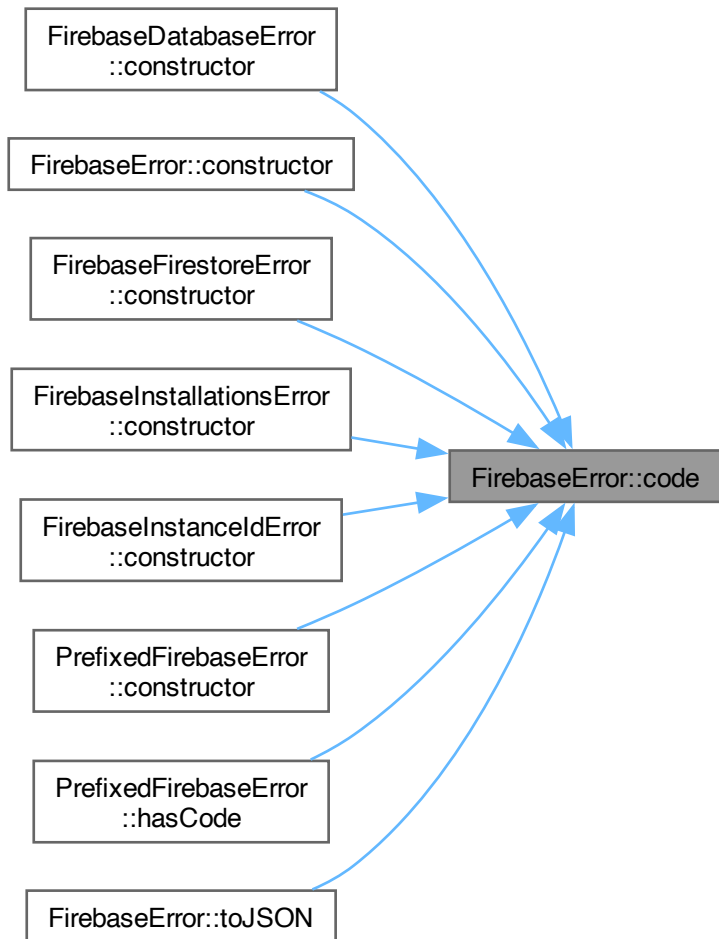 FirebaseDatabaseError
::constructor
FirebaseError::constructor
FirebaseFirestoreError
::constructor
FirebaseInstallationsError
::constructor
FirebaseError::code
FirebaseInstanceIdError
::constructor
PrefixedFirebaseError
::constructor
PrefixedFirebaseError
::hasCode
FirebaseError::toJSON